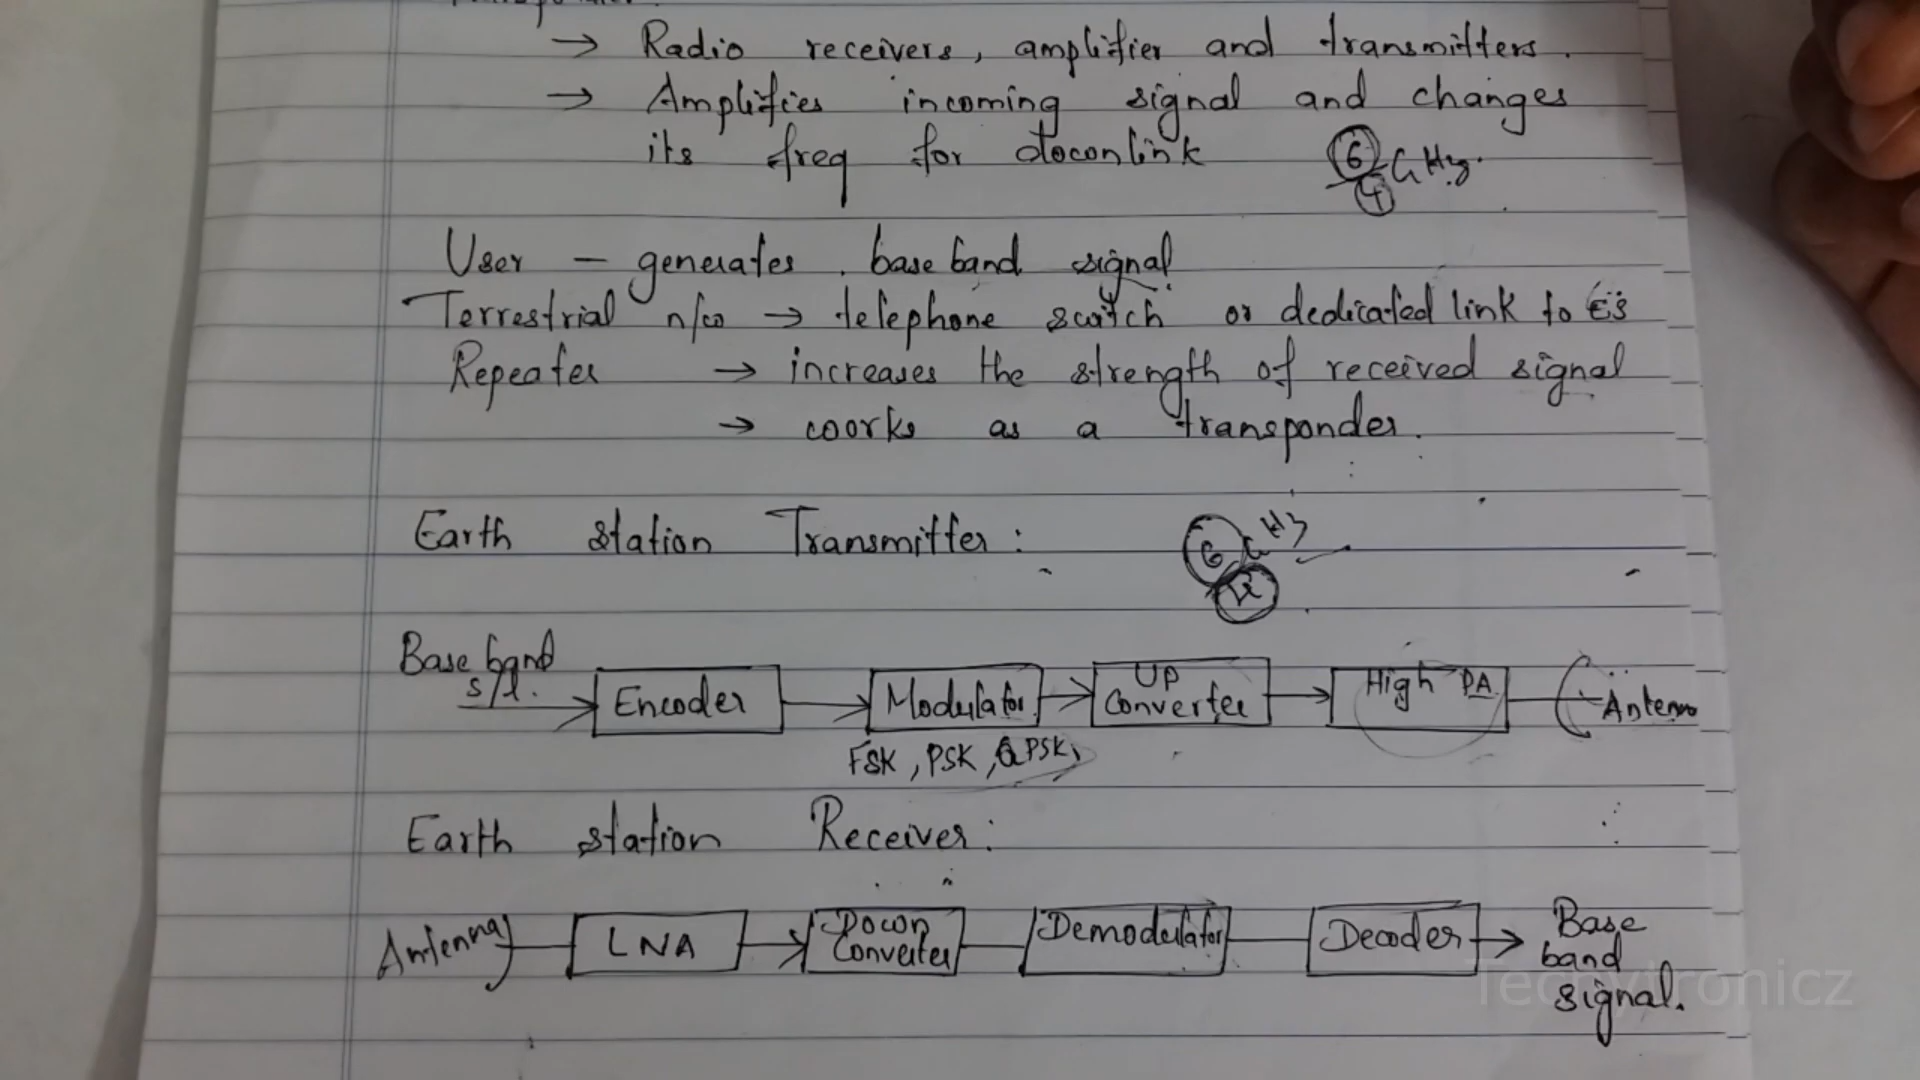 → Radio receivers, amplifier and transmitters.
→ Amplifies incoming signal and changes
its freq for downlink 6/4 GHz.
User – generates base band signal
Terrestrial n/w → telephone switch or dedicated link to ES
Repeater → increases the strength of received signal
→ works as a transponder.
Earth station Transmitter: 6 GHz
Base band
s/l.
Encoder
Modulator
UP Converter
High PA
Antenna
FSK, PSK, QPSK,
Earth station Receiver:
Antenna
LNA
Down Converter
Demodulator
Decoder
Base band signal.
Techytronicz